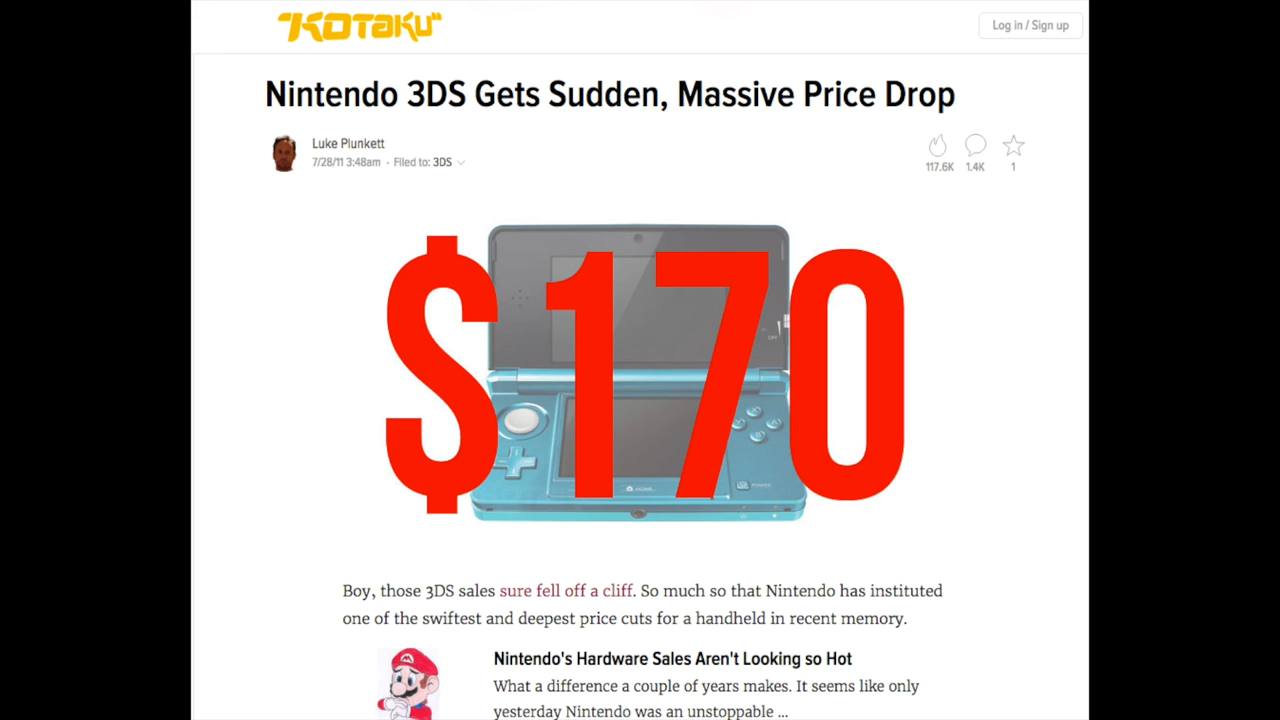 KOTAKU
Log in / Sign up
Nintendo 3DS Gets Sudden, Massive Price Drop
Luke Plunkett
7/28/11 3:48am · Filed to: 3DS
117.6K 1.4K 1
$170
POWER
HOME
Boy, those 3DS sales sure fell off a cliff. So much so that Nintendo has instituted
one of the swiftest and deepest price cuts for a handheld in recent memory.
Nintendo's Hardware Sales Aren't Looking so Hot
What a difference a couple of years makes. It seems like only
yesterday Nintendo was an unstoppable ...